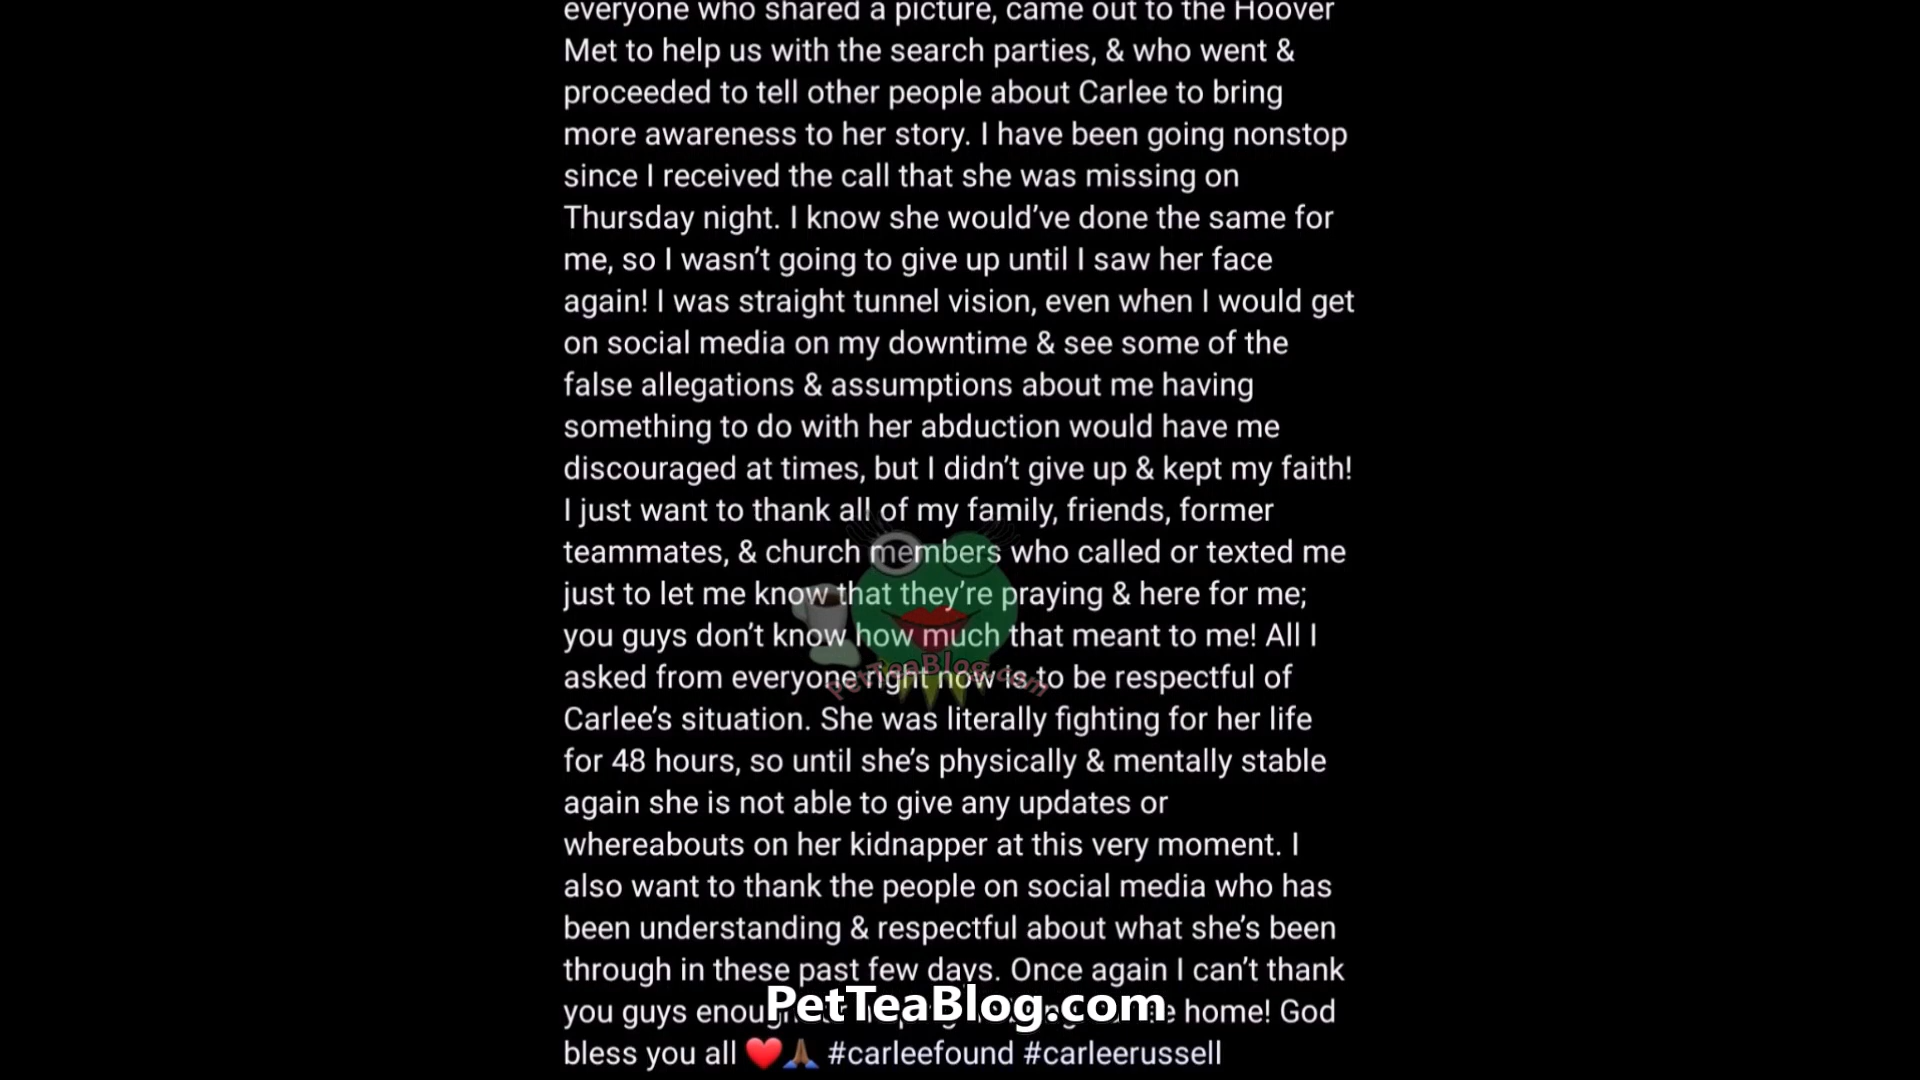 everyone who shared a picture, came out to the Hoover
Met to help us with the search parties, & who went &
proceeded to tell other people about Carlee to bring
more awareness to her story. I have been going nonstop
since I received the call that she was missing on
Thursday night. I know she would’ve done the same for
me, so I wasn’t going to give up until I saw her face
again! I was straight tunnel vision, even when I would get
on social media on my downtime & see some of the
false allegations & assumptions about me having
something to do with her abduction would have me
discouraged at times, but I didn’t give up & kept my faith!
I just want to thank all of my family, friends, former
teammates, & church members who called or texted me
just to let me know that they’re praying & here for me;
you guys don’t know how much that meant to me! All I
asked from everyone right now is to be respectful of
PetTeaBlog.com
Carlee’s situation. She was literally fighting for her life
for 48 hours, so until she’s physically & mentally stable
again she is not able to give any updates or
whereabouts on her kidnapper at this very moment. I
also want to thank the people on social media who has
been understanding & respectful about what she’s been
through in these past few days. Once again I can’t thank
you guys enough home! God
PetTeaBlog.com
bless you all ❤️🙏🏾 #carleefound #carleerussell